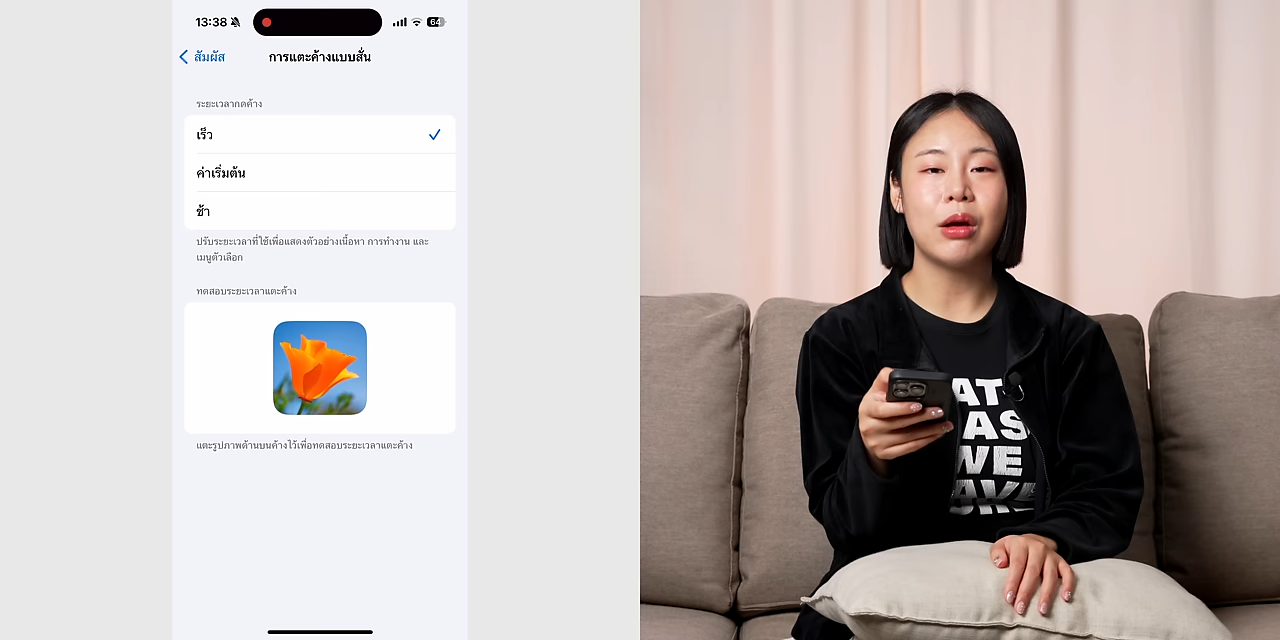 13:38
64
สัมผัส
การแตะค้างแบบสั่น
ระยะเวลากดค้าง
เร็ว
ค่าเริ่มต้น
ช้า
ปรับระยะเวลาที่ใช้เพื่อแสดงตัวอย่างเนื้อหา การทำงาน และ
เมนูตัวเลือก
ทดสอบระยะเวลาแตะค้าง
แตะรูปภาพด้านบนค้างไว้เพื่อทดสอบระยะเวลาแตะค้าง
WE